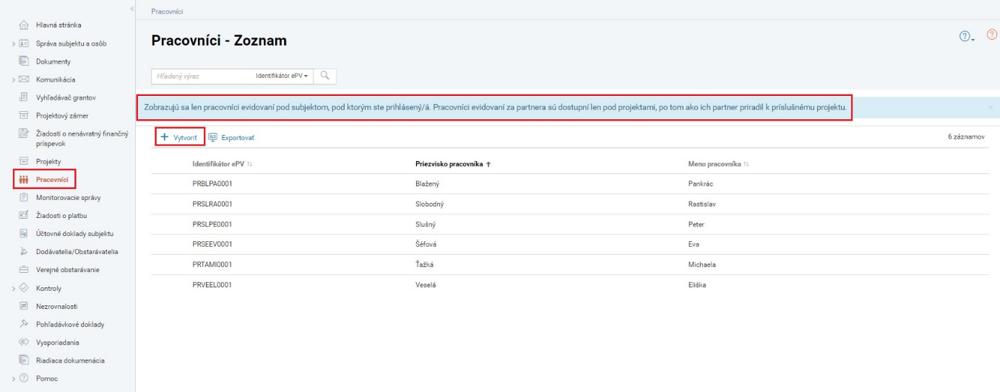 Pracovníci
Hlavná stránka
Správa subjektu a osôb
Dokumenty
Komunikácia
Vyhľadávač grantov
Projektový zámer
Žiadosti o nenávratný finančný
príspevok
Projekty
Pracovníci
Monitorovacie správy
Žiadosti o platbu
Účtovné doklady subjektu
Dodávatelia/Obstarávatelia
Verejné obstarávanie
Kontroly
Nezrovnalosti
Pohľadávkové doklady
Vysporiadania
Riadiaca dokumenácia
Pomoc
Pracovníci - Zoznam
Hľadaný výraz Identifikátor ePV
Zobrazujú sa len pracovníci evidovaní pod subjektom, pod ktorým ste prihlásený/á. Pracovníci evidovaní za partnera sú dostupní len pod projektami, po tom ako ich partner priradil k príslušnému projektu.
+ Vytvoriť XLS Exportovať 6 záznamov
Identifikátor ePV Priezvisko pracovníka Meno pracovníka
PRBLPA0001 Blažený Pankrác
PRSLRA0001 Slobodný Rastislav
PRSLPE0001 Slušný Peter
PRSEEV0001 Šéfová Eva
PRTAMI0001 Ťažká Michaela
PRVEEL0001 Veselá Eliška